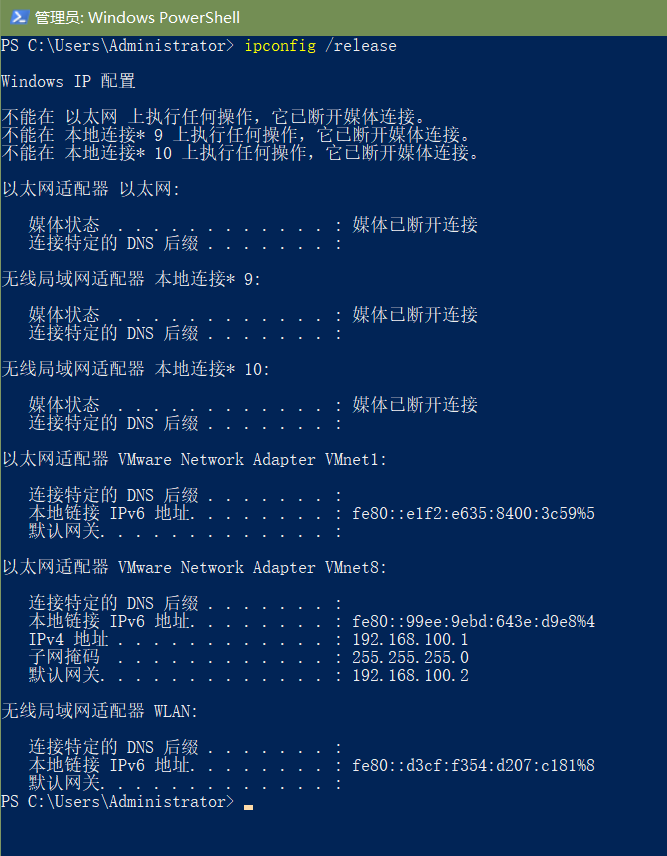 管理员: Windows PowerShell
PS C:\Users\Administrator> ipconfig /release
Windows IP 配置
不能在 以太网 上执行任何操作，它已断开媒体连接。
不能在 本地连接* 9 上执行任何操作，它已断开媒体连接。
不能在 本地连接* 10 上执行任何操作，它已断开媒体连接。
以太网适配器 以太网:
媒体状态  . . . . . . . . . . . . : 媒体已断开连接
连接特定的 DNS 后缀 . . . . . . . :
无线局域网适配器 本地连接* 9:
媒体状态  . . . . . . . . . . . . : 媒体已断开连接
连接特定的 DNS 后缀 . . . . . . . :
无线局域网适配器 本地连接* 10:
媒体状态  . . . . . . . . . . . . : 媒体已断开连接
连接特定的 DNS 后缀 . . . . . . . :
以太网适配器 VMware Network Adapter VMnet1:
连接特定的 DNS 后缀 . . . . . . . :
本地链接 IPv6 地址. . . . . . . . : fe80::e1f2:e635:8400:3c59%5
默认网关. . . . . . . . . . . . . :
以太网适配器 VMware Network Adapter VMnet8:
连接特定的 DNS 后缀 . . . . . . . :
本地链接 IPv6 地址. . . . . . . . : fe80::99ee:9ebd:643e:d9e8%4
IPv4 地址 . . . . . . . . . . . . : 192.168.100.1
子网掩码  . . . . . . . . . . . . : 255.255.255.0
默认网关. . . . . . . . . . . . . : 192.168.100.2
无线局域网适配器 WLAN:
连接特定的 DNS 后缀 . . . . . . . :
本地链接 IPv6 地址. . . . . . . . : fe80::d3cf:f354:d207:c181%8
默认网关. . . . . . . . . . . . . :
PS C:\Users\Administrator>